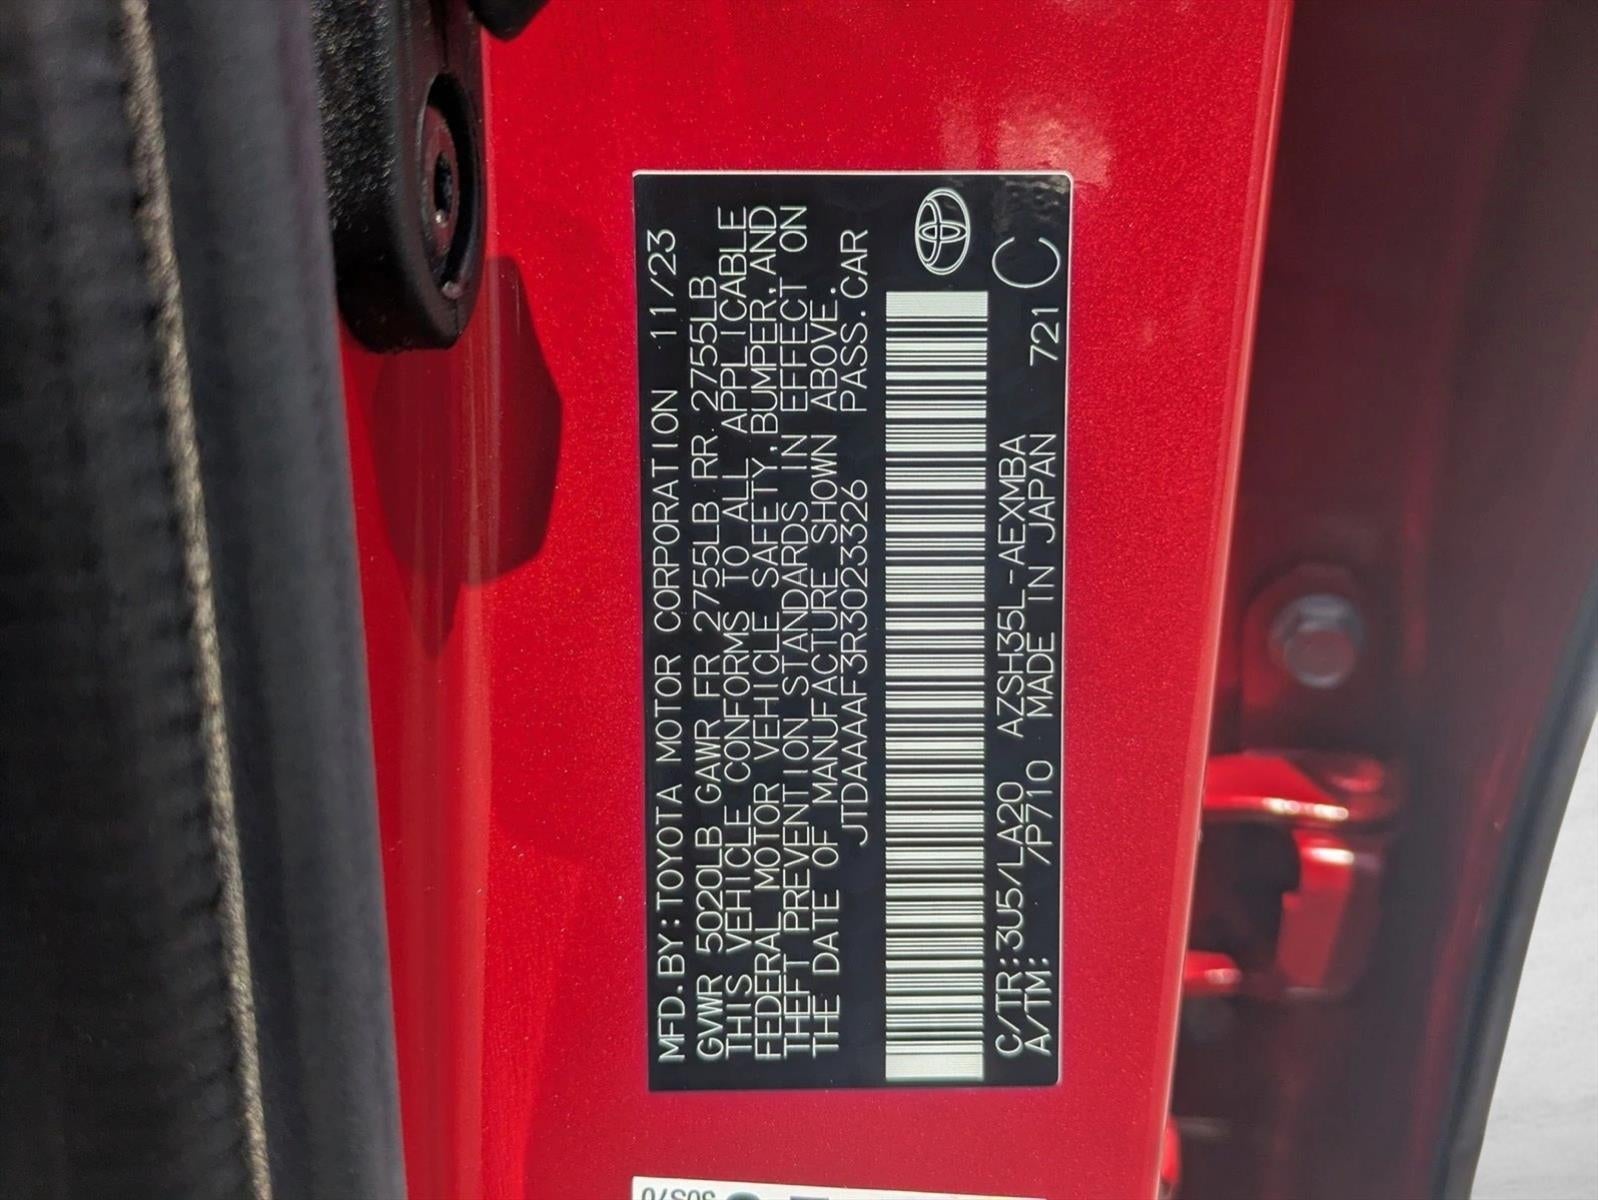 MFD.BY:TOYOTA MOTOR CORPORATION 11/23
GVWR 5020LB GAWR FR 2755LB RR 2755LB
THIS VEHICLE CONFORMS TO ALL APPLICABLE
FEDERAL MOTOR VEHICLE SAFETY,BUMPER,AND
THEFT PREVENTION STANDARDS IN EFFECT ON
THE DATE OF MANUFACTURE SHOWN ABOVE.
JTDAAAAF3R3023326 PASS.CAR
C/TR:3U5/LA20 AZSH35L-AEXMBA 721 C
A/TM: /P710 MADE IN JAPAN